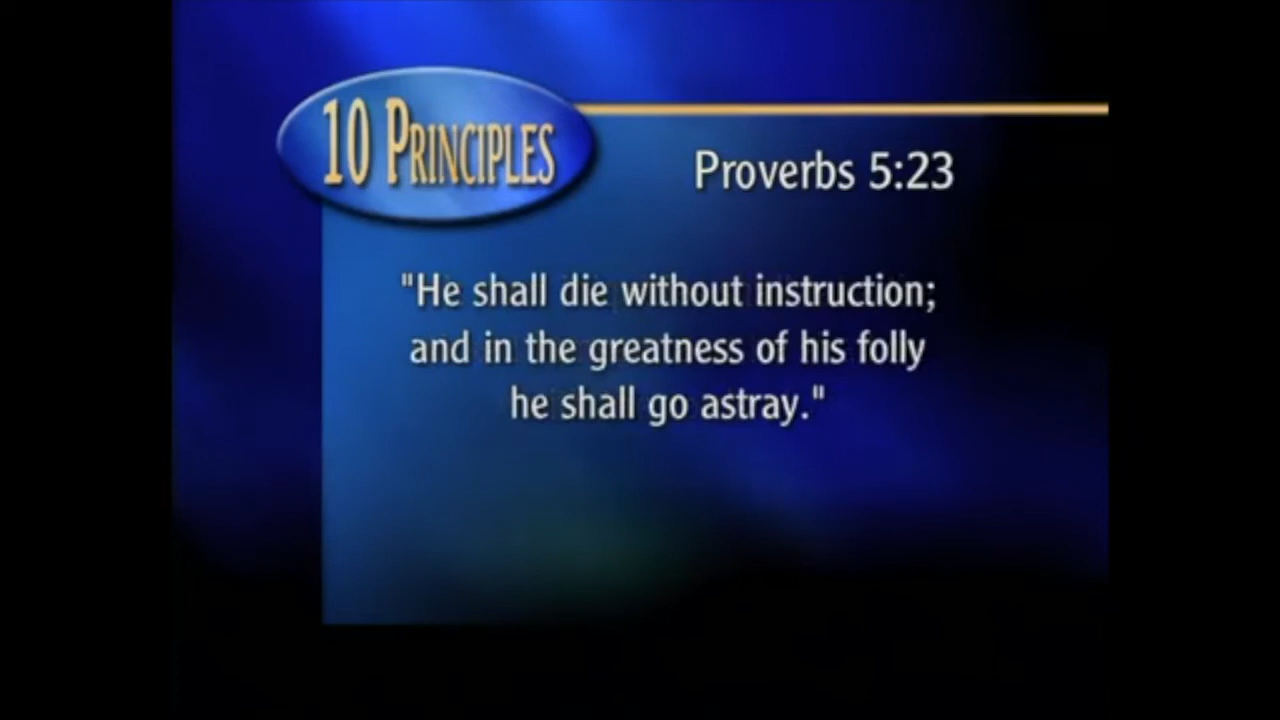 10 PRINCIPLES
Proverbs 5:23
"He shall die without instruction;
and in the greatness of his folly
he shall go astray."